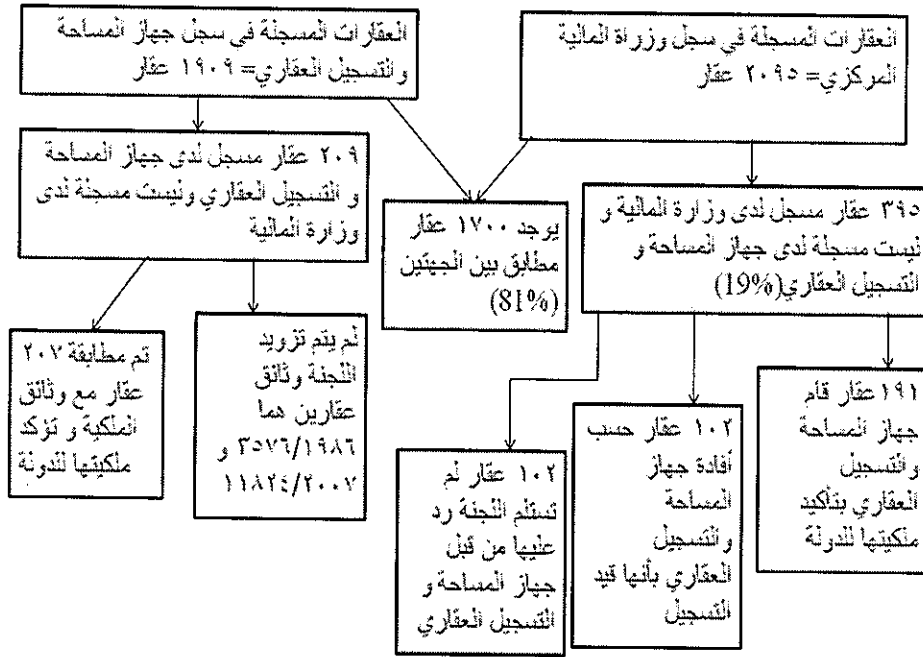 العقارات المسجلة في سجل جهاز المساحة
والتسجيل العقاري= ١٩٠٩ عقار
العقارات المسجلة في سجل وزراة المالية
المركزي= ٢٠٩٥ عقار
٢٠٩ عقار مسجل لدى جهاز المساحة
و التسجيل العقاري وليست مسجلة لدى
وزارة المالية
يوجد ١٧٠٠ عقار
مطابق بين الجهتين
(81%)
٣٩٥ عقار مسجل لدى وزارة المالية و
ليست مسجلة لدى جهاز المساحة و
التسجيل العقاري(19%)
تم مطابقة ٢٠٧
عقار مع وثائق
الملكية و تؤكد
ملكيتها للدولة
لم يتم تزويد
اللجنة وثائق
عقارين هما
٣٥٧٦/١٩٨٦ و
١١٨٢٤/٢٠٠٧
١٠٢ عقار لم
تستلم اللجنة رد
عليها من قبل
جهاز المساحة و
التسجيل العقاري
١٠٢ عقار حسب
أفادة جهاز
المساحة
والتسجيل
العقاري بأنها قيد
التسجيل
١٩١عقار قام
جهاز المساحة
والتسجيل
العقاري بتأكيد
ملكيتها للدولة